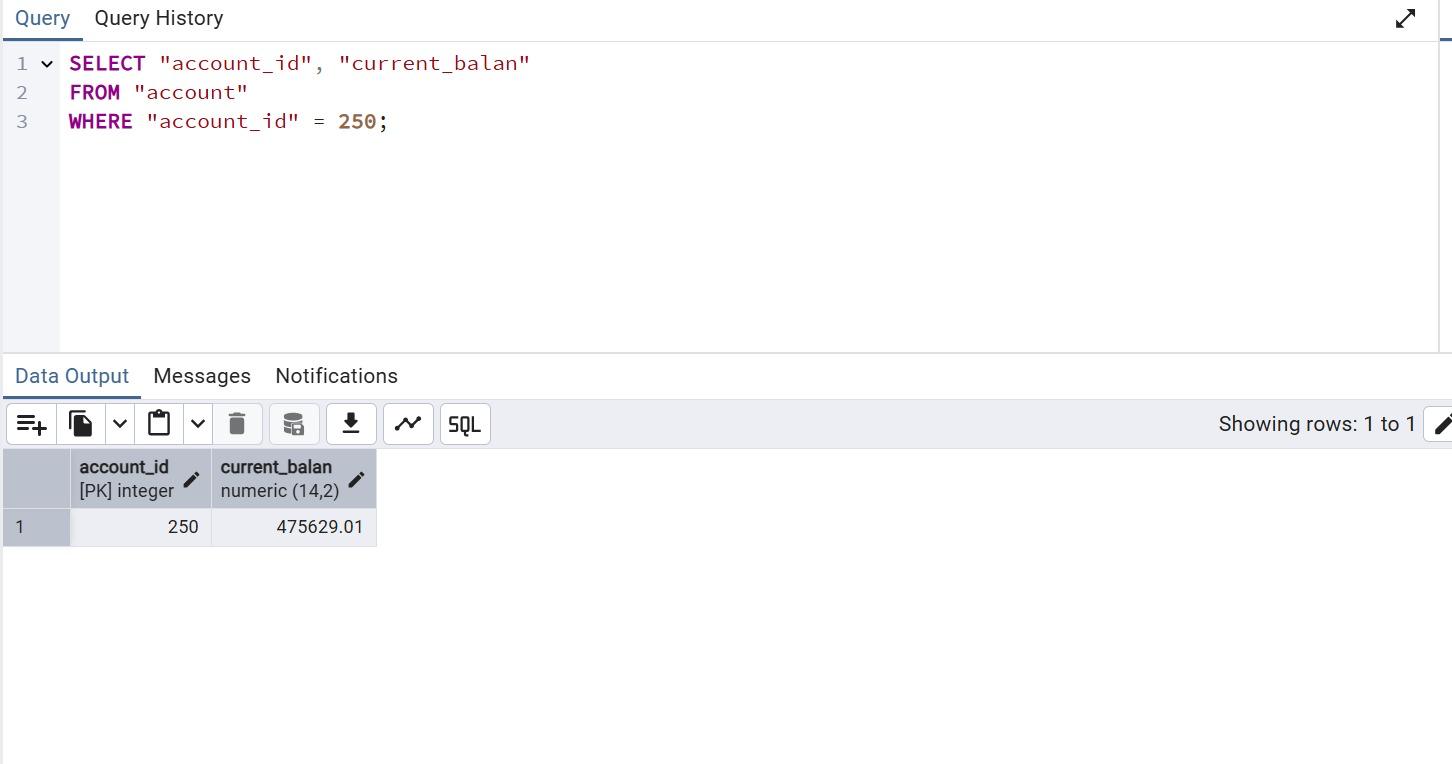 Query Query History
1 SELECT "account_id", "current_balan"
2 FROM "account"
3 WHERE "account_id" = 250;
Data Output Messages Notifications
SQL Showing rows: 1 to 1
account_id current_balan
[PK] integer numeric (14,2)
1 250 475629.01